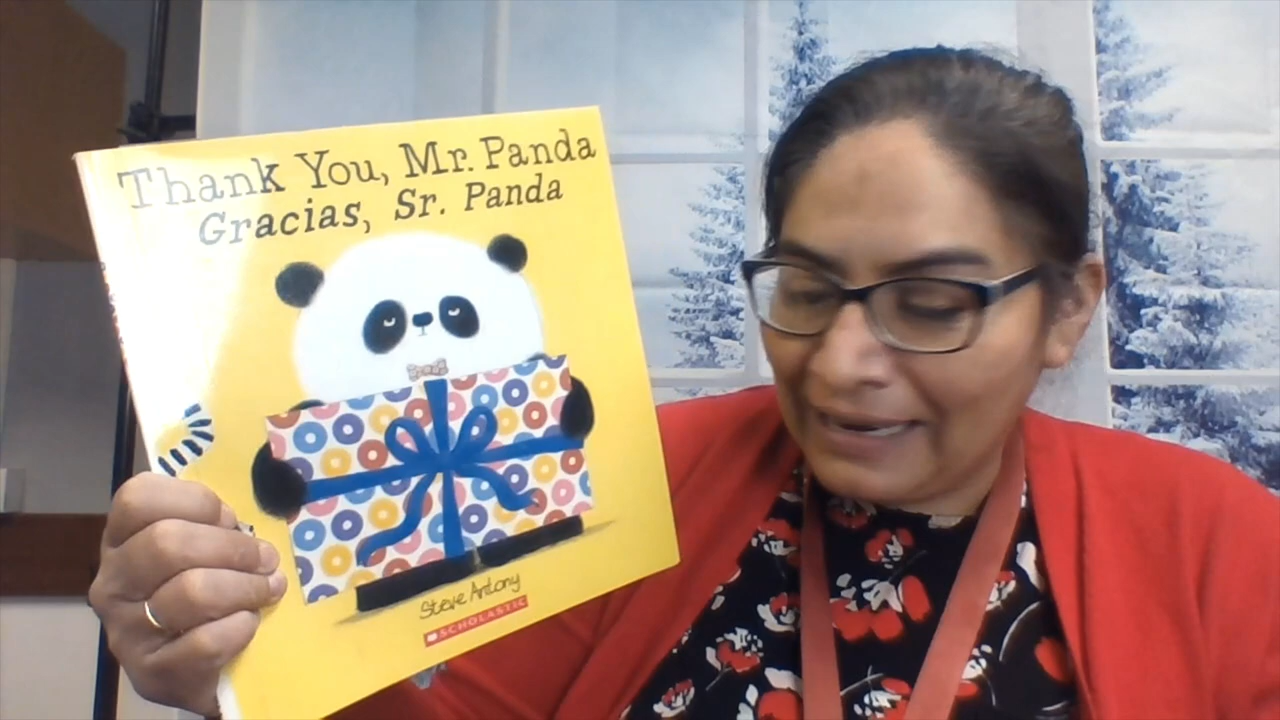 Thank You, Mr. Panda
Gracias, Sr. Panda
Steve Antony
SCHOLASTIC